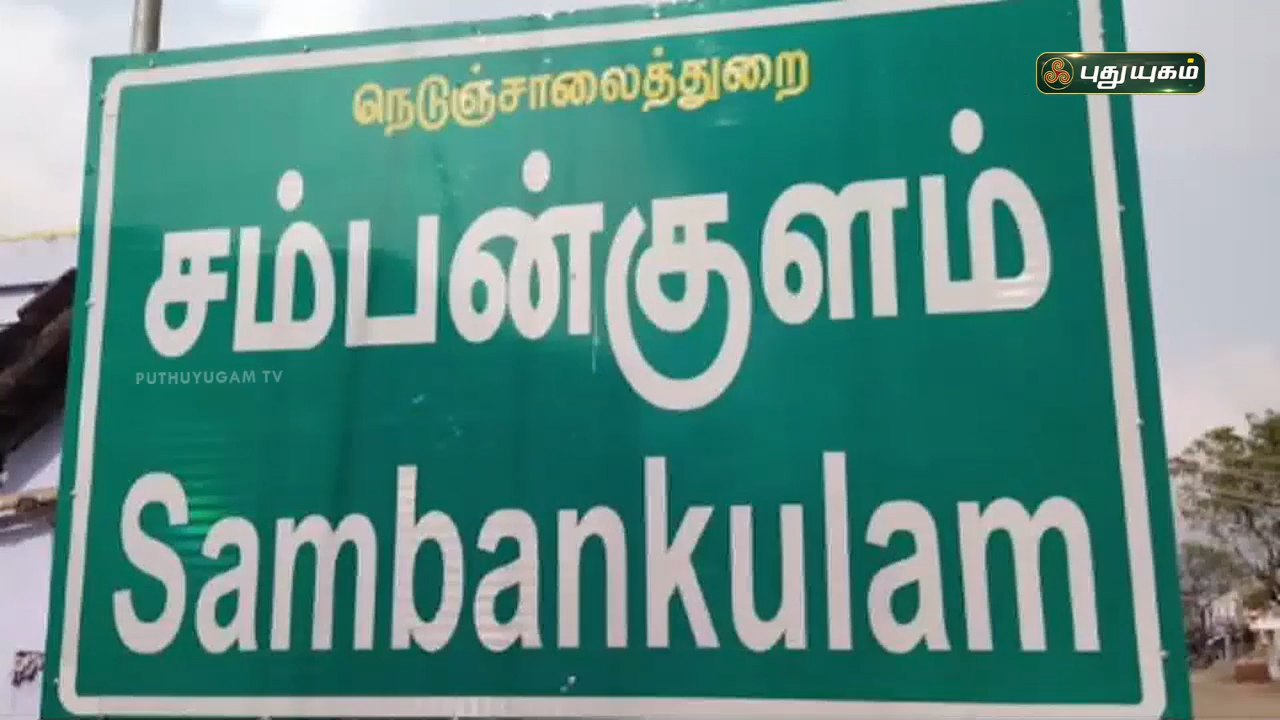 நெடுஞ்சாலைத்துறை
புதுயுகம்
சம்பன்குளம்
PUTHUYUGAM TV
Sambankulam